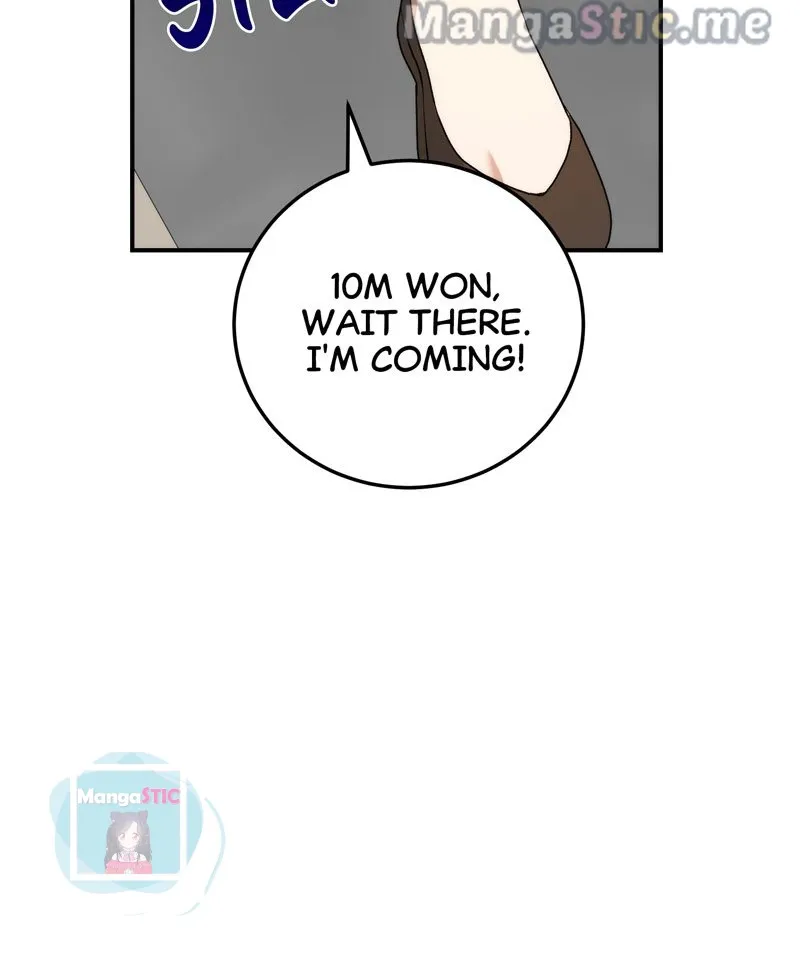 MangaStic.me
10M WON,
WAIT THERE.
I'M COMING!
MangaSTIC